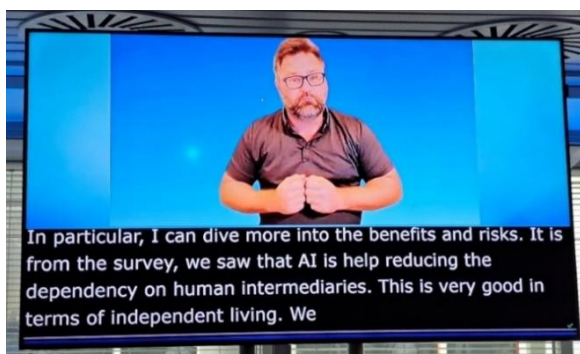 In particular, I can dive more into the benefits and risks. It is
from the survey, we saw that AI is help reducing the
dependency on human intermediaries. This is very good in
terms of independent living. We